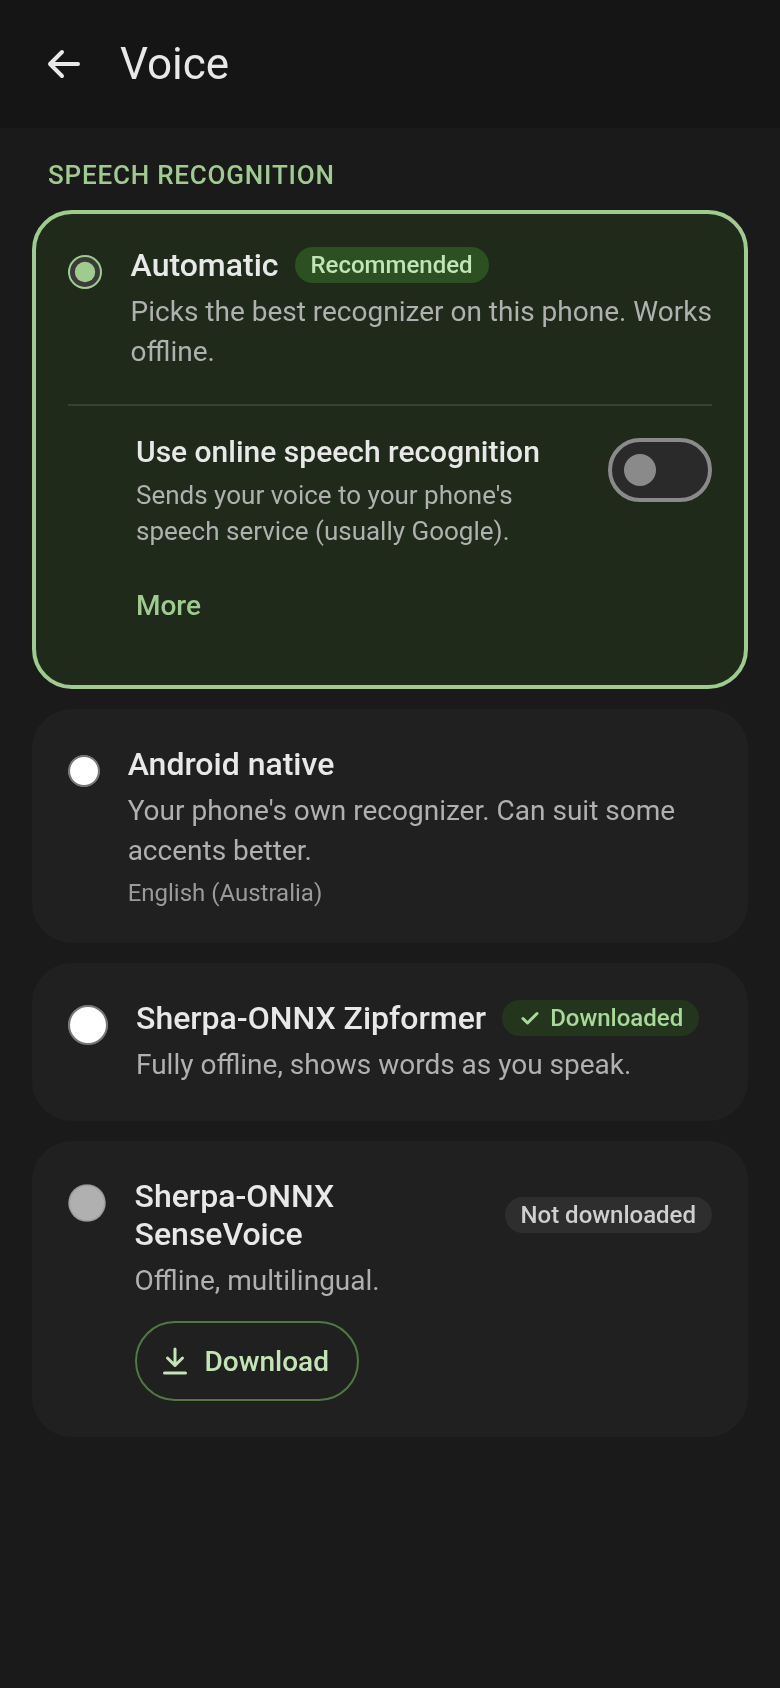 Voice
SPEECH RECOGNITION
Automatic Recommended
Picks the best recognizer on this phone. Works
offline.
Use online speech recognition
Sends your voice to your phone's
speech service (usually Google).
More
Android native
Your phone's own recognizer. Can suit some
accents better.
English (Australia)
Sherpa-ONNX Zipformer Downloaded
Fully offline, shows words as you speak.
Sherpa-ONNX
SenseVoice
Not downloaded
Offline, multilingual.
Download